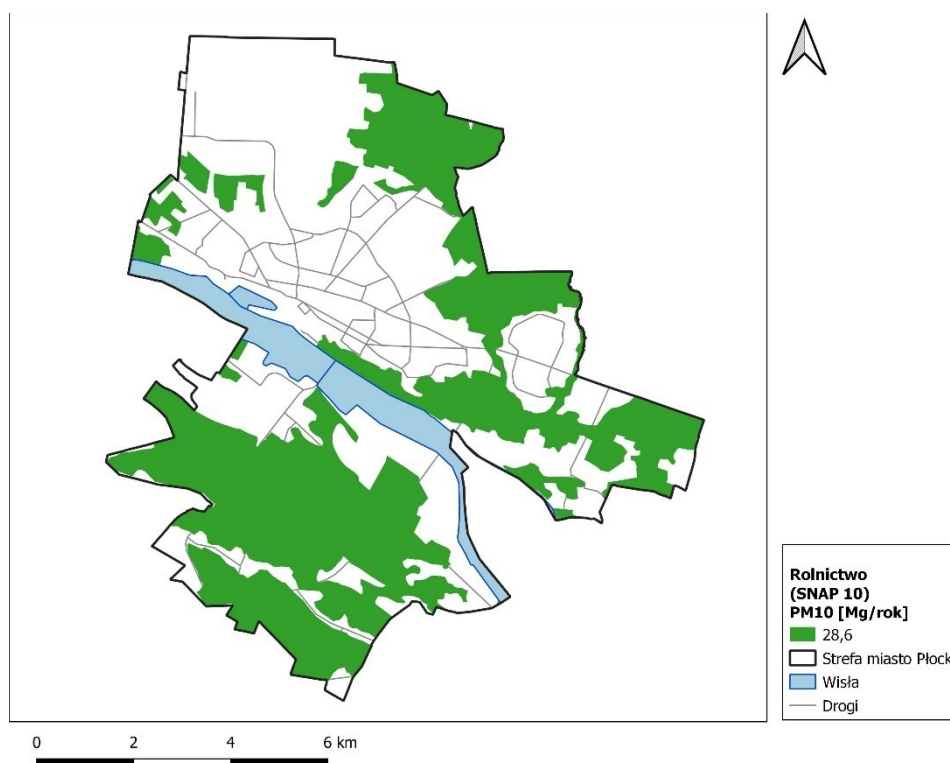 Rolnictwo
(SNAP 10)
PM10 [Mg/rok]
28,6
Strefa miasto Płock
Wisła
Drogi
0 2 4 6 km